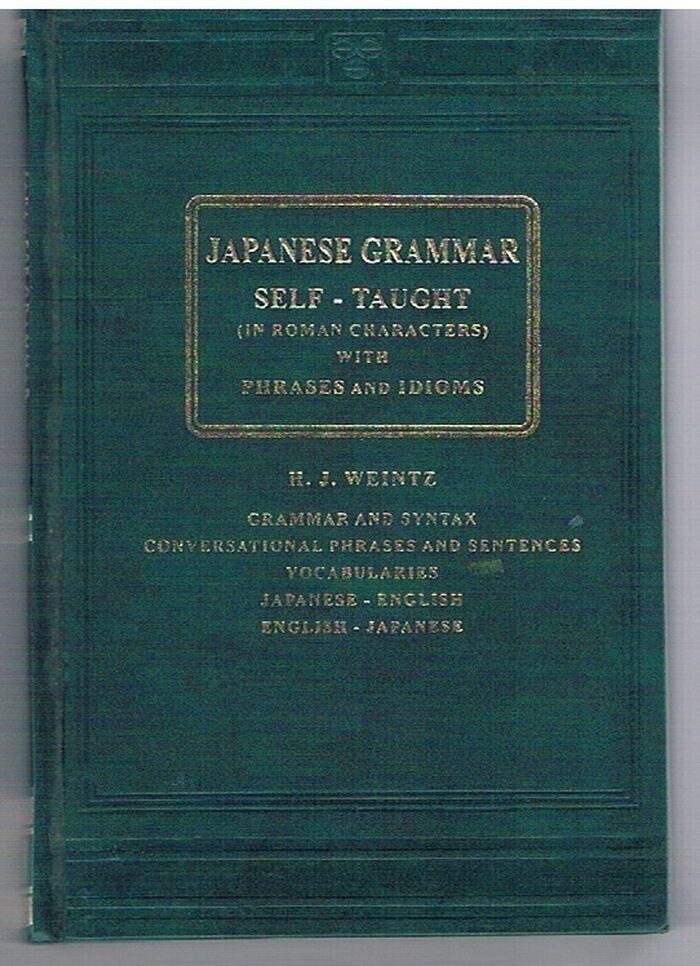 JAPANESE GRAMMAR
SELF - TAUGHT
(IN ROMAN CHARACTERS)
WITH
PHRASES AND IDIOMS
H. J. WEINTZ
GRAMMAR AND SYNTAX
CONVERSATIONAL PHRASES AND SENTENCES
VOCABULARIES
JAPANESE - ENGLISH
ENGLISH - JAPANESE